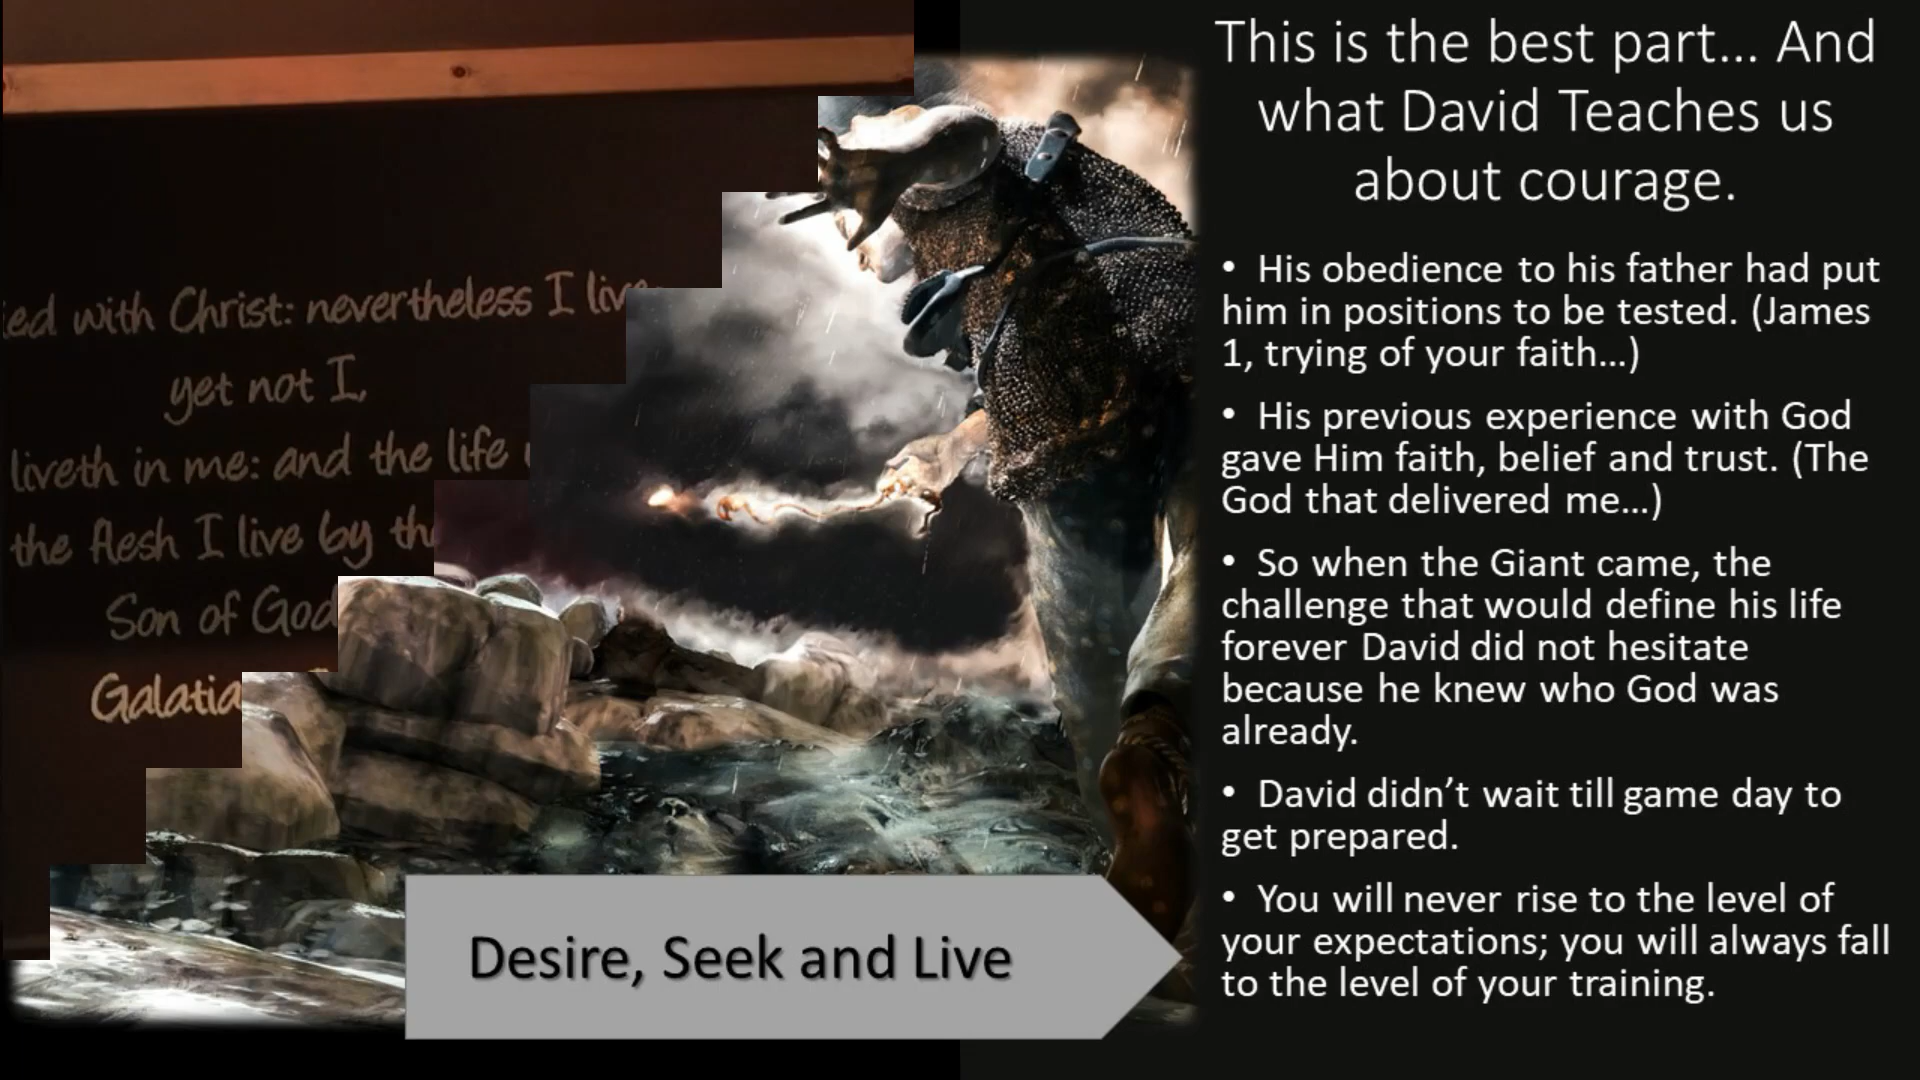 This is the best part... And
what David Teaches us
about courage.
• His obedience to his father had put
him in positions to be tested. (James
1, trying of your faith...)
• His previous experience with God
gave Him faith, belief and trust. (The
God that delivered me...)
• So when the Giant came, the
challenge that would define his life
forever David did not hesitate
because he knew who God was
already.
• David didn’t wait till game day to
get prepared.
• You will never rise to the level of
your expectations; you will always fall
to the level of your training.
Desire, Seek and Live
with Christ: nevertheless I live
yet not I,
liveth in me: and the life
the flesh I live by
Son of God